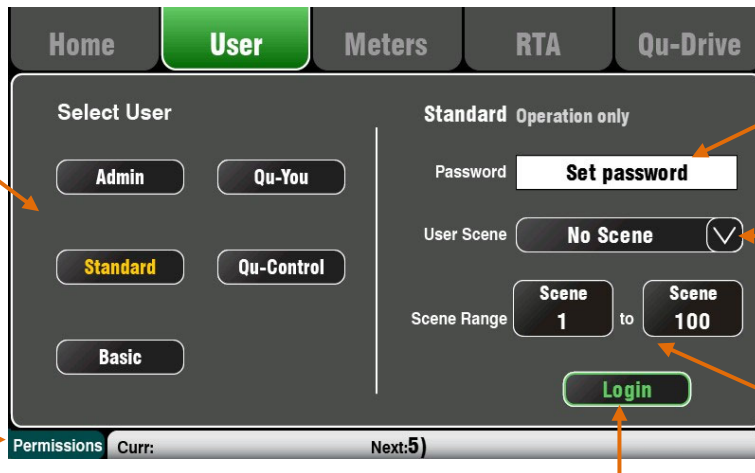 Home User Meters RTA Qu-Drive
Select User
Admin Qu-You
Standard Qu-Control
Basic
Standard Operation only
Password Set password
User Scene No Scene
Scene Range Scene 1 to Scene 100
Login
Permissions Curr: Next:5)